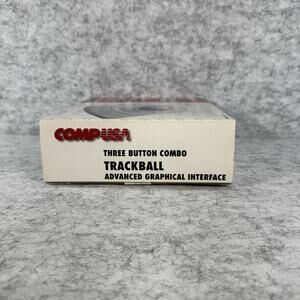 COMPUSA
THREE BUTTON COMBO
TRACKBALL
ADVANCED GRAPHICAL INTERFACE